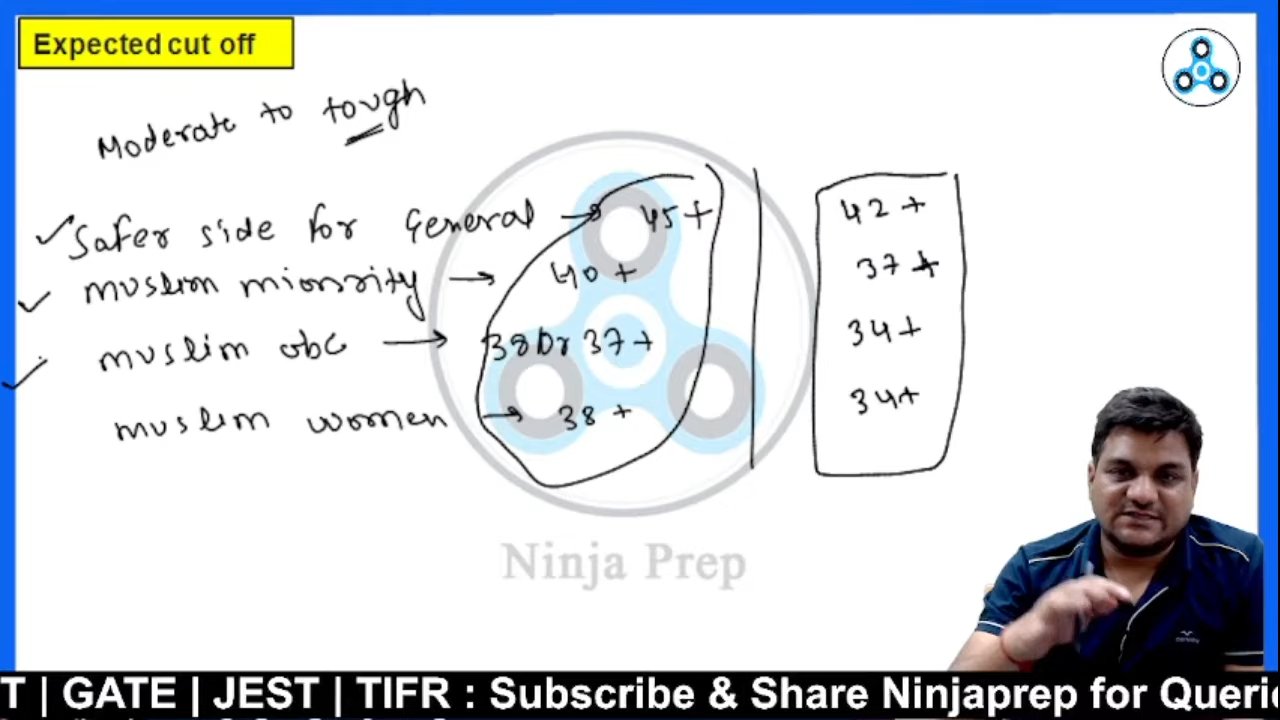 Expected cut off
Moderate to tough
Safer side for General → 45+ 42+
muslim mionority → 40+ 37+
muslim obc → 38 Or 37+ 34+
muslim women → 38+ 34+
Ninja Prep
T | GATE | JEST | TIFR : Subscribe & Share Ninjaprep for Queri